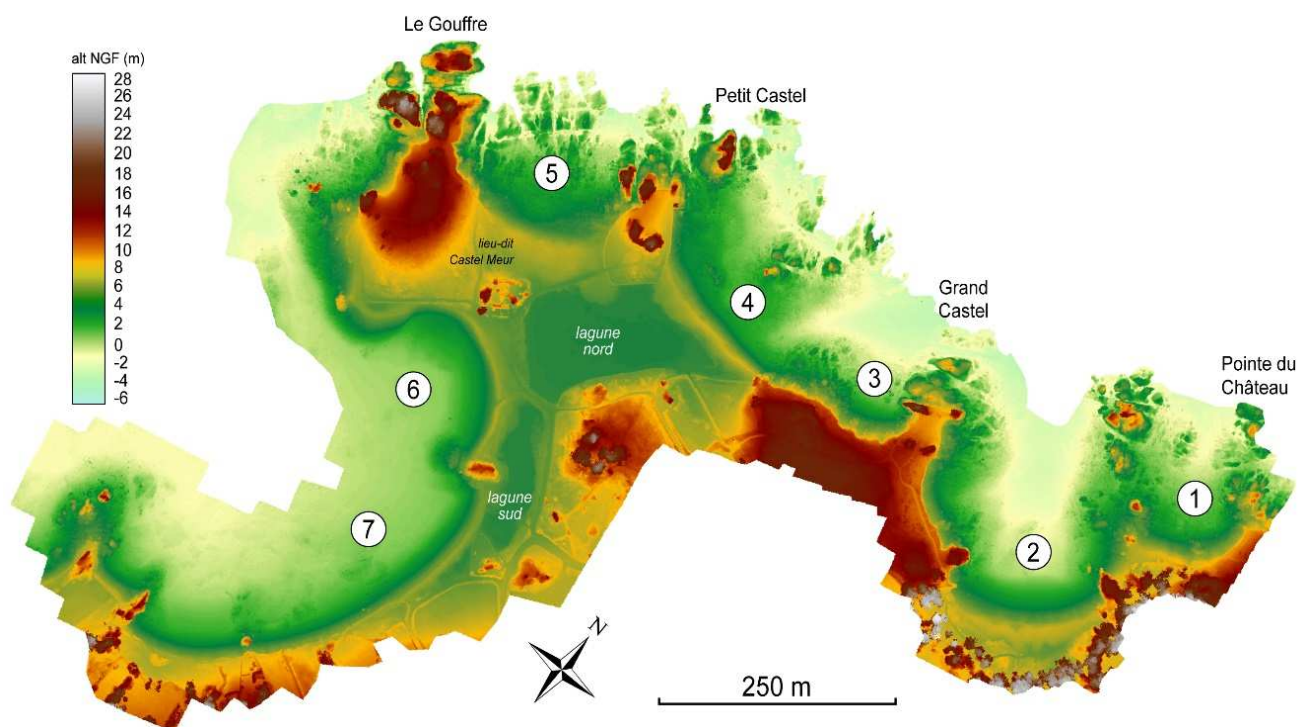 Le Gouffre
alt NGF (m)
28
26
24
22
20
18
16
14
12
10
8
6
4
2
0
-2
-4
-6
Petit Castel
5
lieu-dit
Castel Meur
Grand
Castel
4
lagune
nord
Pointe du
Château
3
6
lagune
sud
1
7
2
N
250 m